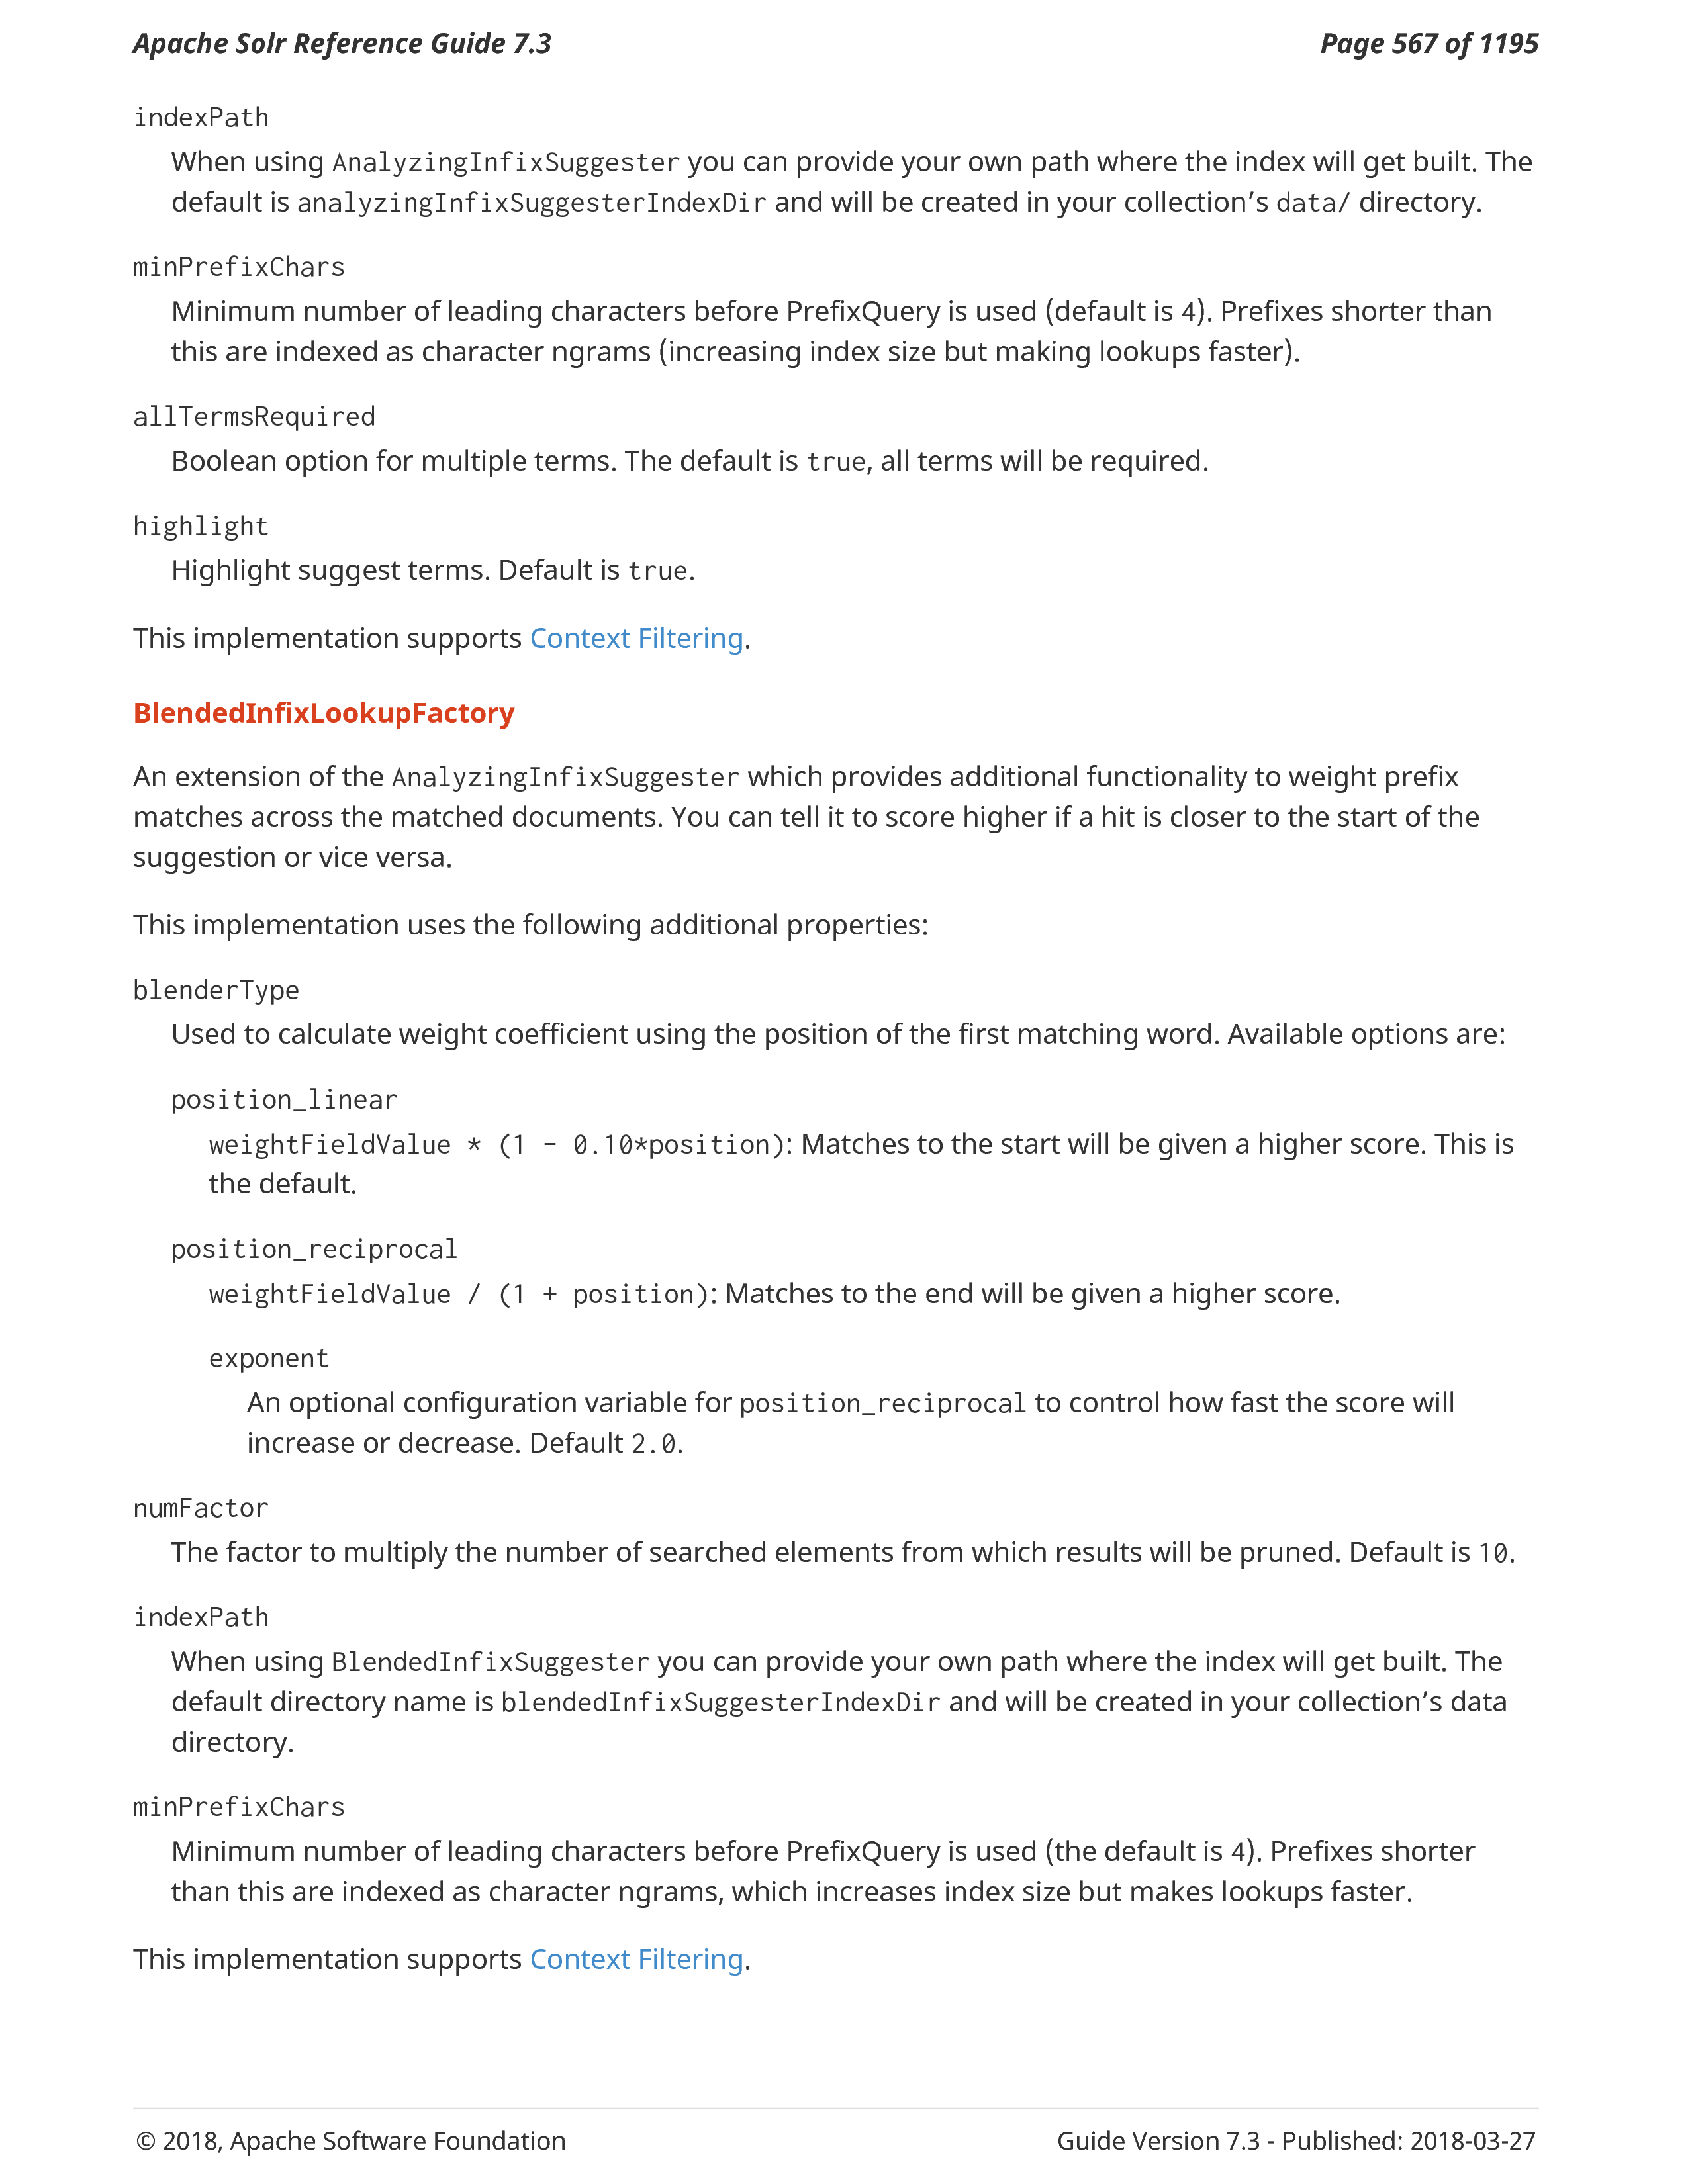 Apache Solr Reference Guide 7.3
Page 567 of 1195
indexPath
When using AnalyzingInfixSuggester you can provide your own path where the index will get built. The
default is analyzingInfixSuggesterIndexDir and will be created in your collection’s data/ directory.
minPrefixChars
Minimum number of leading characters before PrefixQuery is used (default is 4). Prefixes shorter than
this are indexed as character ngrams (increasing index size but making lookups faster).
allTermsRequired
Boolean option for multiple terms. The default is true, all terms will be required.
highlight
Highlight suggest terms. Default is true.
This implementation supports Context Filtering.
BlendedInfixLookupFactory
An extension of the AnalyzingInfixSuggester which provides additional functionality to weight prefix
matches across the matched documents. You can tell it to score higher if a hit is closer to the start of the
suggestion or vice versa.
This implementation uses the following additional properties:
blenderType
Used to calculate weight coefficient using the position of the first matching word. Available options are:
position_linear
weightFieldValue * (1 - 0.10*position): Matches to the start will be given a higher score. This is
the default.
position_reciprocal
weightFieldValue / (1 + position): Matches to the end will be given a higher score.
exponent
An optional configuration variable for position_reciprocal to control how fast the score will
increase or decrease. Default 2.0.
numFactor
The factor to multiply the number of searched elements from which results will be pruned. Default is 10.
indexPath
When using BlendedInfixSuggester you can provide your own path where the index will get built. The
default directory name is blendedInfixSuggesterIndexDir and will be created in your collection’s data
directory.
minPrefixChars
Minimum number of leading characters before PrefixQuery is used (the default is 4). Prefixes shorter
than this are indexed as character ngrams, which increases index size but makes lookups faster.
This implementation supports Context Filtering.
© 2018, Apache Software Foundation
Guide Version 7.3 - Published: 2018-03-27